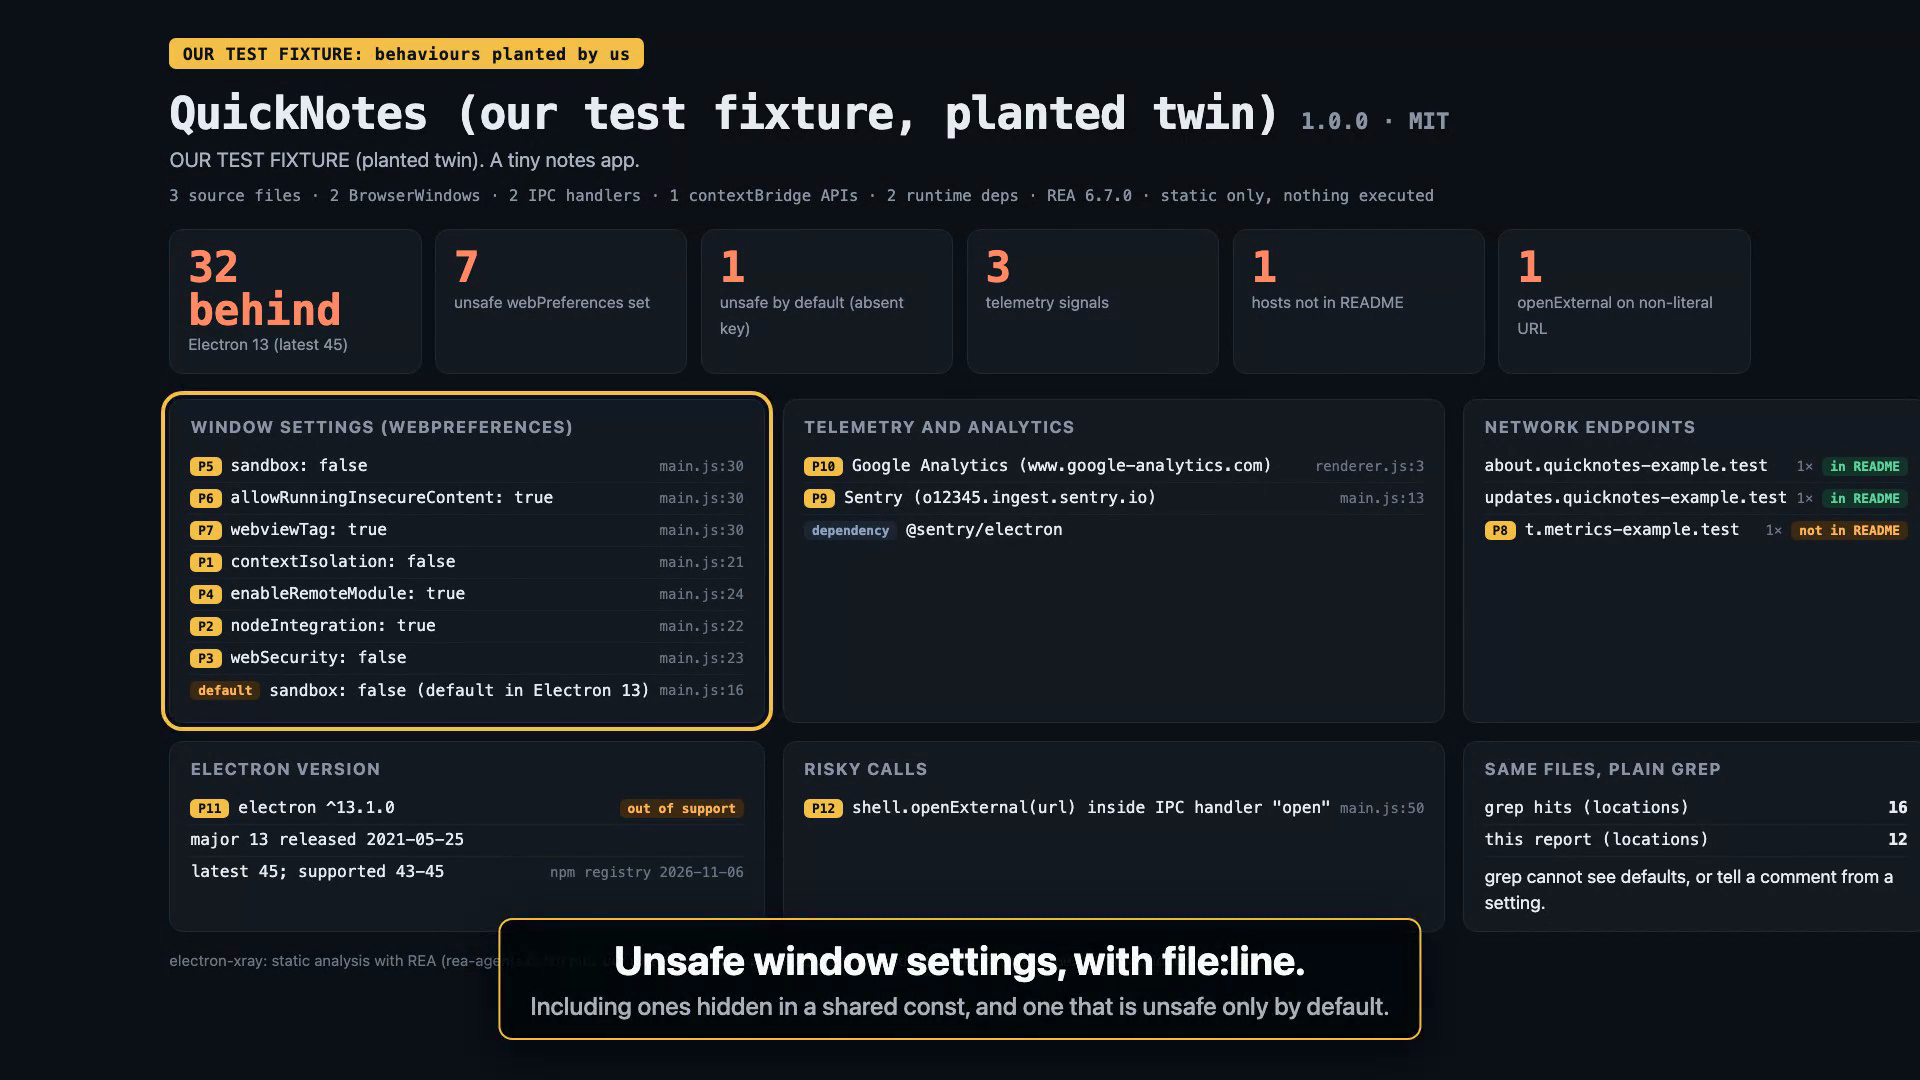 OUR TEST FIXTURE: behaviours planted by us
QuickNotes (our test fixture, planted twin) 1.0.0 · MIT
OUR TEST FIXTURE (planted twin). A tiny notes app.
3 source files · 2 BrowserWindows · 2 IPC handlers · 1 contextBridge APIs · 2 runtime deps · REA 6.7.0 · static only, nothing executed
32 behind
Electron 13 (latest 45)
7
unsafe webPreferences set
1
unsafe by default (absent key)
3
telemetry signals
1
hosts not in README
1
openExternal on non-literal URL
WINDOW SETTINGS (WEBPREFERENCES)
P5 sandbox: false main.js:30
P6 allowRunningInsecureContent: true main.js:30
P7 webviewTag: true main.js:30
P1 contextIsolation: false main.js:21
P4 enableRemoteModule: true main.js:24
P2 nodeIntegration: true main.js:22
P3 webSecurity: false main.js:23
default sandbox: false (default in Electron 13) main.js:16
TELEMETRY AND ANALYTICS
P10 Google Analytics (www.google-analytics.com) renderer.js:3
P9 Sentry (o12345.ingest.sentry.io) main.js:13
dependency @sentry/electron
NETWORK ENDPOINTS
about.quicknotes-example.test 1× in README
updates.quicknotes-example.test 1× in README
P8 t.metrics-example.test 1× not in README
ELECTRON VERSION
P11 electron ^13.1.0 out of support
major 13 released 2021-05-25
latest 45; supported 43-45 npm registry 2026-11-06
RISKY CALLS
P12 shell.openExternal(url) inside IPC handler "open" main.js:50
SAME FILES, PLAIN GREP
grep hits (locations) 16
this report (locations) 12
grep cannot see defaults, or tell a comment from a
setting.
electron-xray: static analysis with REA
Unsafe window settings, with file:line.
Including ones hidden in a shared const, and one that is unsafe only by default.